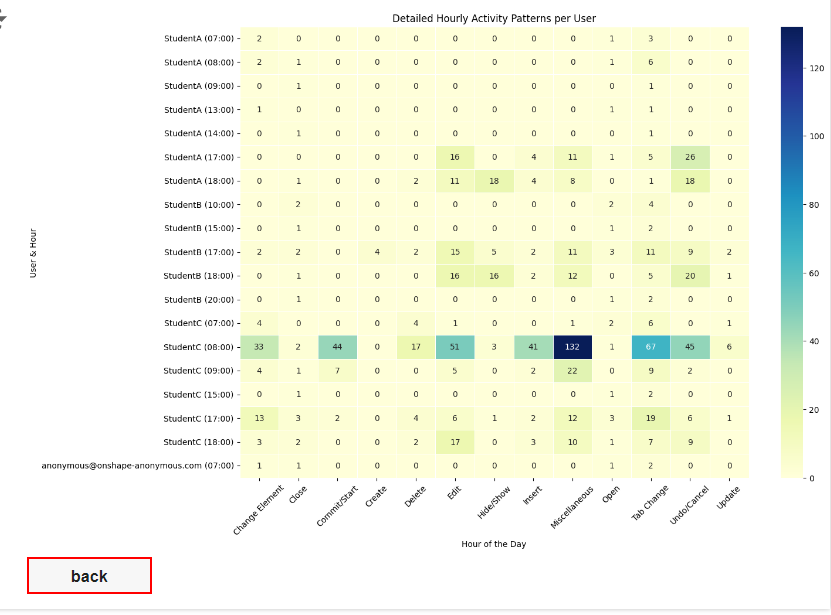 Detailed Hourly Activity Patterns per User
StudentA (07:00) 2 0 0 0 0 0 0 0 0 1 3 0 0
StudentA (08:00) 2 1 0 0 0 0 0 0 0 1 6 0 0
StudentA (09:00) 0 1 0 0 0 0 0 0 0 0 1 0 0
StudentA (13:00) 1 0 0 0 0 0 0 0 0 1 1 0 0
StudentA (14:00) 0 1 0 0 0 0 0 0 0 0 1 0 0
StudentA (17:00) 0 0 0 0 0 16 0 4 11 1 5 26 0
StudentA (18:00) 0 1 0 0 2 11 18 4 8 0 1 18 0
StudentB (10:00) 0 2 0 0 0 0 0 0 0 2 4 0 0
StudentB (15:00) 0 0 0 0 0 0 0 0 0 1 2 0 0
StudentB (17:00) 2 2 0 4 2 15 5 2 11 3 11 9 2
StudentB (18:00) 0 1 0 0 0 16 16 2 12 0 5 20 1
StudentB (20:00) 0 1 0 0 0 0 0 0 0 1 2 0 0
StudentC (07:00) 4 0 0 0 4 1 0 0 1 2 6 0 1
StudentC (08:00) 33 2 44 0 17 51 3 41 132 1 67 45 6
StudentC (09:00) 4 1 7 0 0 5 0 2 22 0 9 2 0
StudentC (15:00) 0 1 0 0 0 0 0 0 0 1 2 0 0
StudentC (17:00) 13 3 2 0 4 6 1 2 12 3 19 6 1
StudentC (18:00) 3 2 0 0 2 17 0 3 10 1 7 9 0
anonymous@onshape-anonymous.com (07:00) 1 1 0 0 0 0 0 0 0 1 2 0 0
Change Element Close Commit/Start Create Delete Edit Hide/Show Insert Miscellaneous Open Tab Change Undo/Cancel Update
Hour of the Day
User & Hour
120
100
80
60
40
20
0
back